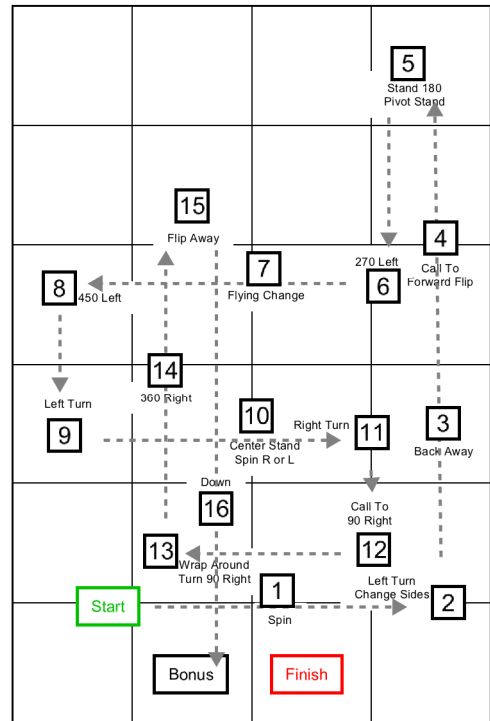 5
Stand 180
Pivot Stand
15
Flip Away
4
Call To
Forward Flip
7
Flying Change
270 Left
6
8
450 Left
14
360 Right
Left Turn
9
10
Center Stand
Spin R or L
Right Turn
11
3
Back Away
Down
16
Call To
90 Right
13
Wrap Around
Turn 90 Right
12
Left Turn
Change Sides
Start
1
Spin
2
Bonus
Finish